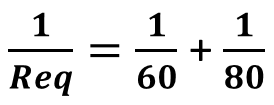 1/Req = 1/60 + 1/80